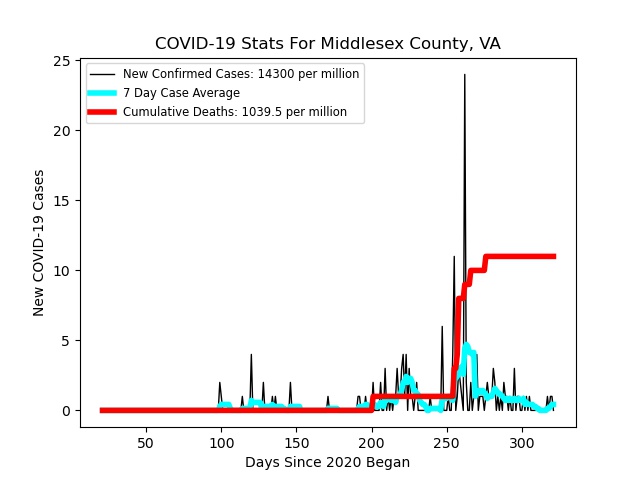 COVID-19 Stats For Middlesex County, VA
New Confirmed Cases: 14300 per million
7 Day Case Average
Cumulative Deaths: 1039.5 per million
New COVID-19 Cases
25
20
15
10
5
0
50 100 150 200 250 300
Days Since 2020 Began